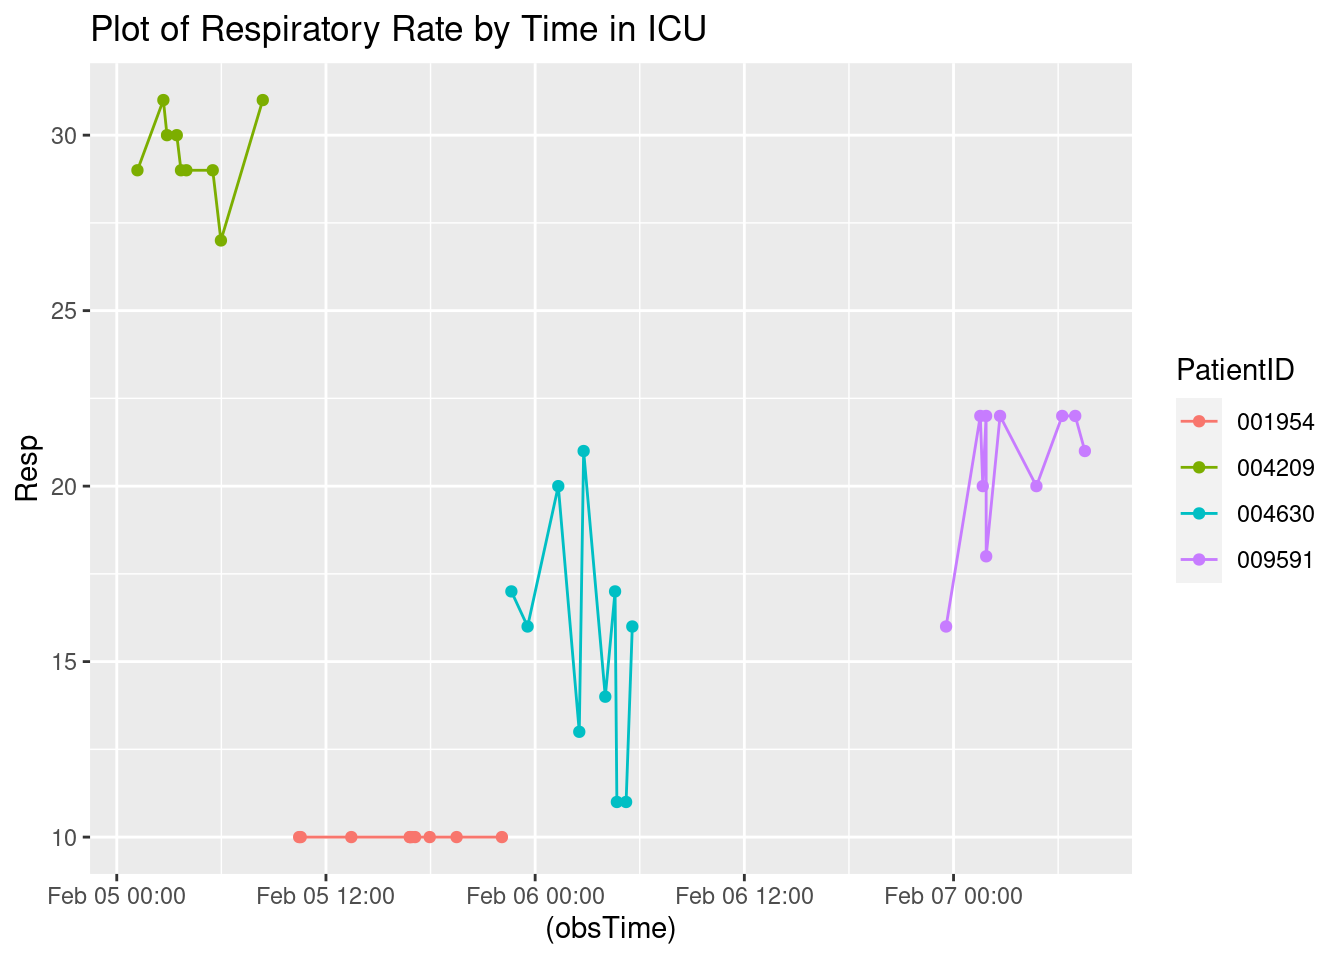 Plot of Respiratory Rate by Time in ICU
30
25
20
15
10
Resp
Feb 05 00:00
Feb 05 12:00
Feb 06 00:00
Feb 06 12:00
Feb 07 00:00
(obsTime)
PatientID
001954
004209
004630
009591